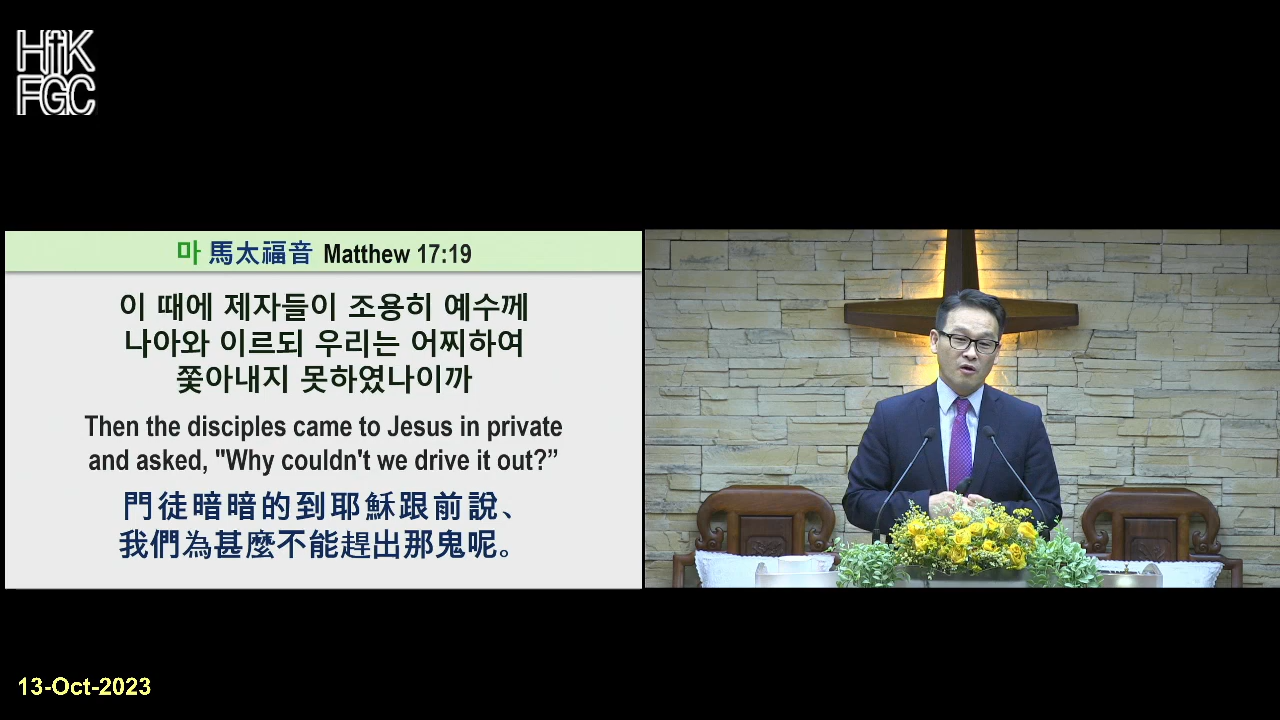 HfK
FGC
마 馬太福音 Matthew 17:19
이 때에 제자들이 조용히 예수께
나아와 이르되 우리는 어찌하여
쫓아내지 못하였나이까
Then the disciples came to Jesus in private
and asked, "Why couldn't we drive it out?”
門徒暗暗的到耶穌跟前說、
我們為甚麼不能趕出那鬼呢。
13-Oct-2023